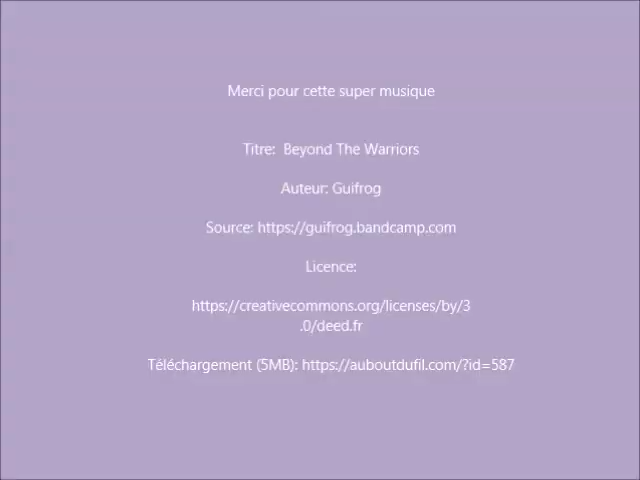 Merci pour cette super musique
Titre:  Beyond The Warriors
Auteur: Guifrog
Source: https://guifrog.bandcamp.com
Licence:
https://creativecommons.org/licenses/by/3
.0/deed.fr
Téléchargement (5MB): https://auboutdufil.com/?id=587